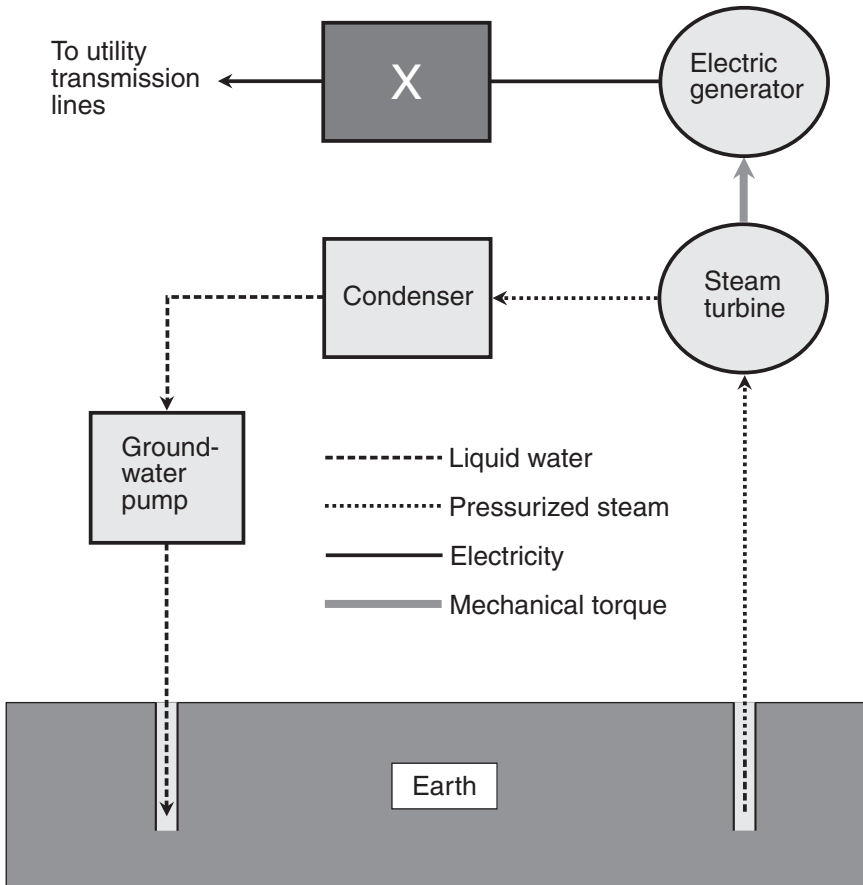 To utility
transmission
lines
X
Electric
generator
Condenser
Steam
turbine
Ground-
water
pump
Liquid water
Pressurized steam
Electricity
Mechanical torque
Earth